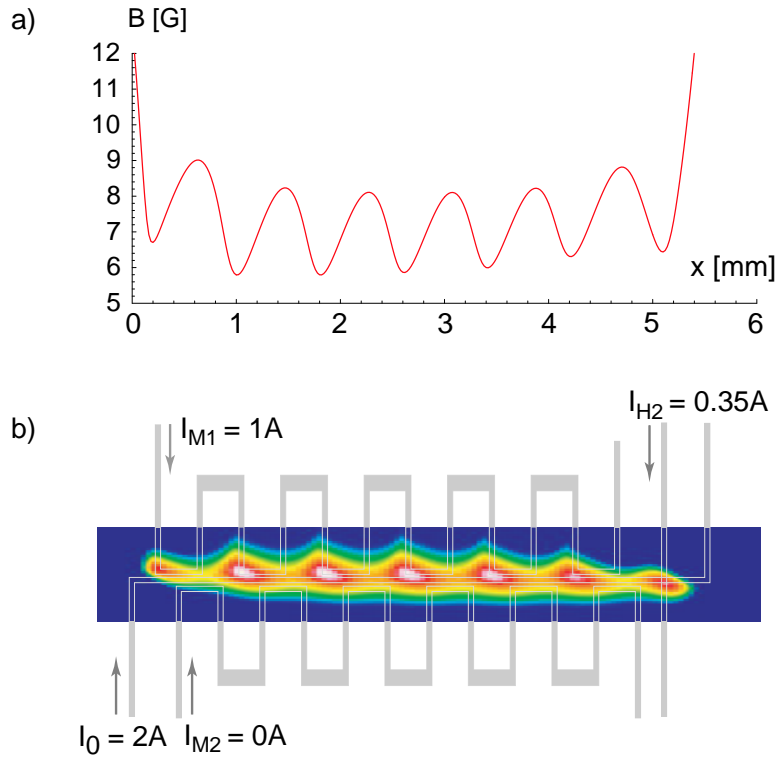 a)
B [G]
12
11
10
9
8
7
6
5
0 1 2 3 4 5 6
x [mm]
b)
I_M1 = 1A
I_H2 = 0.35A
I_0 = 2A
I_M2 = 0A